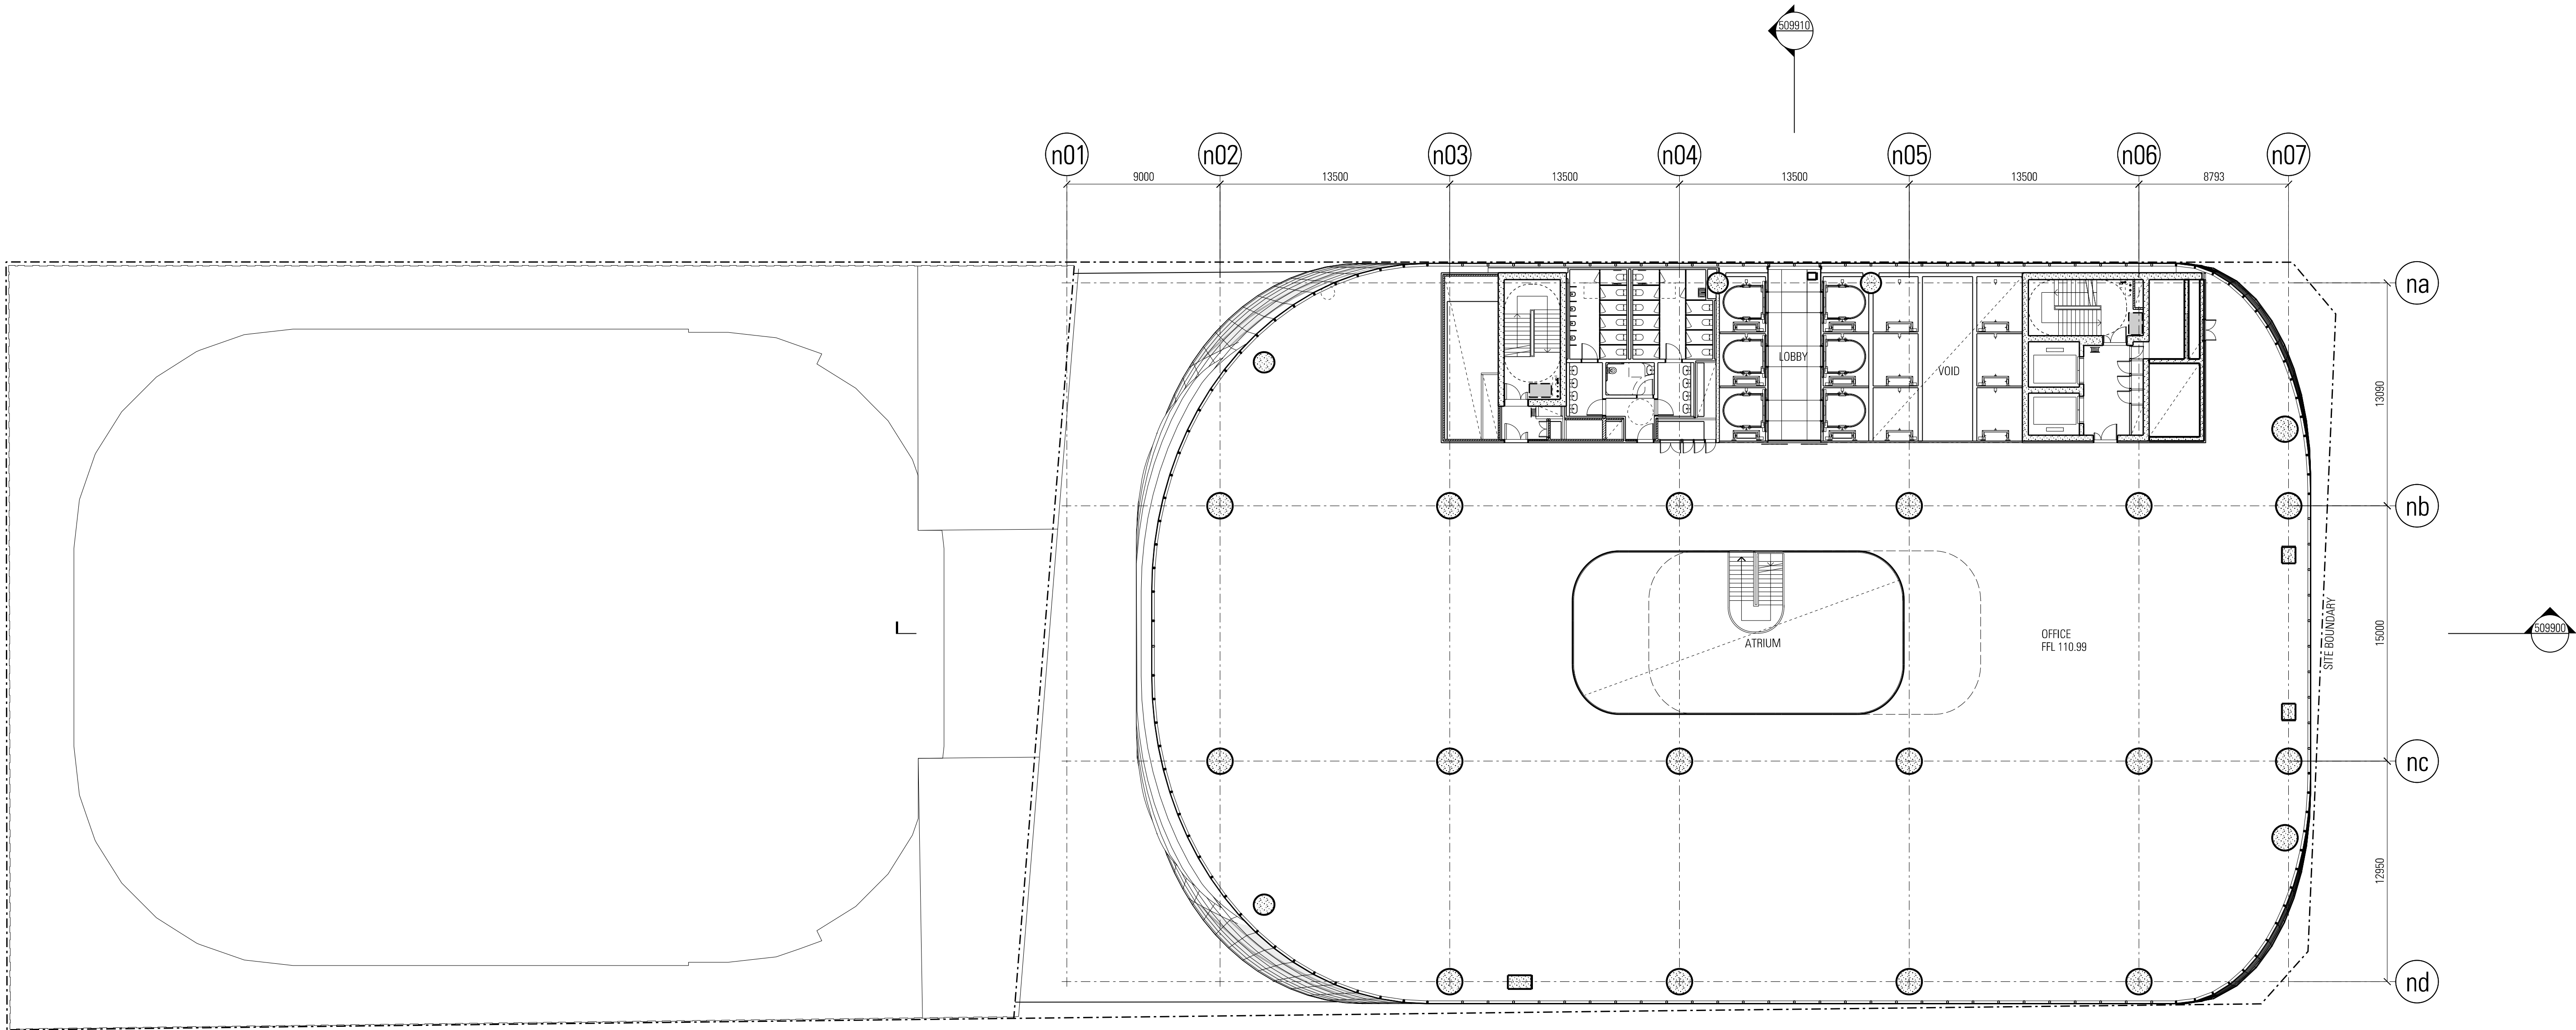 509910
n01
n02
n03
n04
n05
n06
n07
9000
13500
13500
13500
13500
8793
na
LOBBY
VOID
13090
nb
SITE BOUNDARY
15000
509900
OFFICE
FFL 110.99
ATRIUM
nc
12950
nd